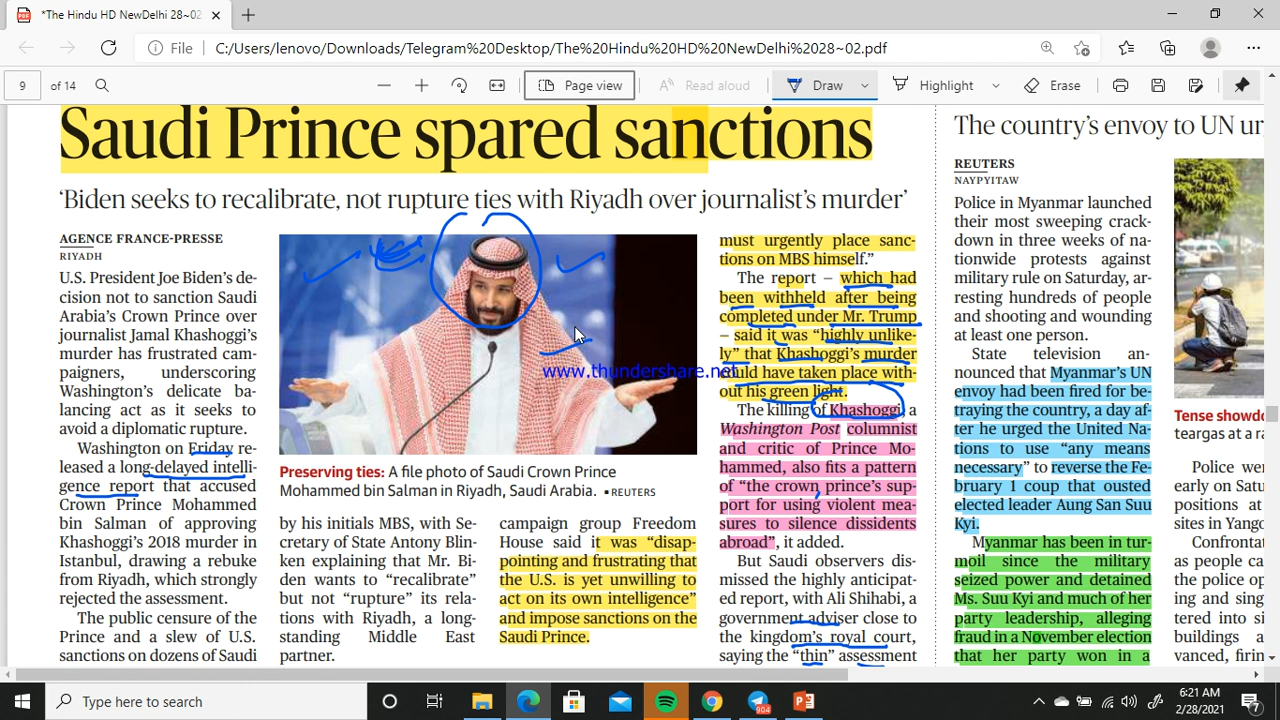 *The Hindu HD NewDelhi 28~02
File
C:/Users/lenovo/Downloads/Telegram%20Desktop/The%20Hindu%20HD%20NewDelhi%2028~02.pdf
9 of 14
Page view
Read aloud
Draw
Highlight
Erase
Saudi Prince spared sanctions
‘Biden seeks to recalibrate, not rupture ties with Riyadh over journalist’s murder’
AGENCE FRANCE-PRESSE
RIYADH
U.S. President Joe Biden’s de-
cision not to sanction Saudi
Arabia’s Crown Prince over
journalist Jamal Khashoggi’s
murder has frustrated cam-
paigners, underscoring
Washington’s delicate ba-
lancing act as it seeks to
avoid a diplomatic rupture.
Washington on Friday re-
leased a long-delayed intelli-
gence report that accused
Crown Prince Mohammed
bin Salman of approving
Khashoggi’s 2018 murder in
Istanbul, drawing a rebuke
from Riyadh, which strongly
rejected the assessment.
The public censure of the
Prince and a slew of U.S.
sanctions on dozens of Saudi
www.thundershare.net
Preserving ties: A file photo of Saudi Crown Prince
Mohammed bin Salman in Riyadh, Saudi Arabia. ▪REUTERS
by his initials MBS, with Se-
cretary of State Antony Blin-
ken explaining that Mr. Bi-
den wants to “recalibrate”
but not “rupture” its rela-
tions with Riyadh, a long-
standing Middle East
partner.
campaign group Freedom
House said it was “disap-
pointing and frustrating that
the U.S. is yet unwilling to
act on its own intelligence”
and impose sanctions on the
Saudi Prince.
must urgently place sanc-
tions on MBS himself.”
The report – which had
been withheld after being
completed under Mr. Trump
– said it was “highly unlike-
ly” that Khashoggi’s murder
could have taken place with-
out his green light.
The killing of Khashoggi, a
Washington Post columnist
and critic of Prince Mo-
hammed, also fits a pattern
of “the crown prince’s sup-
port for using violent mea-
sures to silence dissidents
abroad”, it added.
But Saudi observers dis-
missed the highly anticipat-
ed report, with Ali Shihabi, a
government adviser close to
the kingdom’s royal court,
saying the “thin” assessment
The country’s envoy to UN ur
REUTERS
NAYPYITAW
Police in Myanmar launched
their most sweeping crack-
down in three weeks of na-
tionwide protests against
military rule on Saturday, ar-
resting hundreds of people
and shooting and wounding
at least one person.
State television an-
nounced that Myanmar’s UN
envoy had been fired for be-
traying the country, a day af-
ter he urged the United Na-
tions to use “any means
necessary” to reverse the Fe-
bruary 1 coup that ousted
elected leader Aung San Suu
Kyi.
Myanmar has been in tur-
moil since the military
seized power and detained
Ms. Suu Kyi and much of her
party leadership, alleging
fraud in a November election
that her party won in a
Tense showdo
teargas at a ra
Police wer
early on Satu
positions at
sites in Yango
Confrontat
as people ca
the police op
ing and sing
tered into si
buildings a
vanced, firin
Type here to search
904
6:21 AM
2/28/2021
7